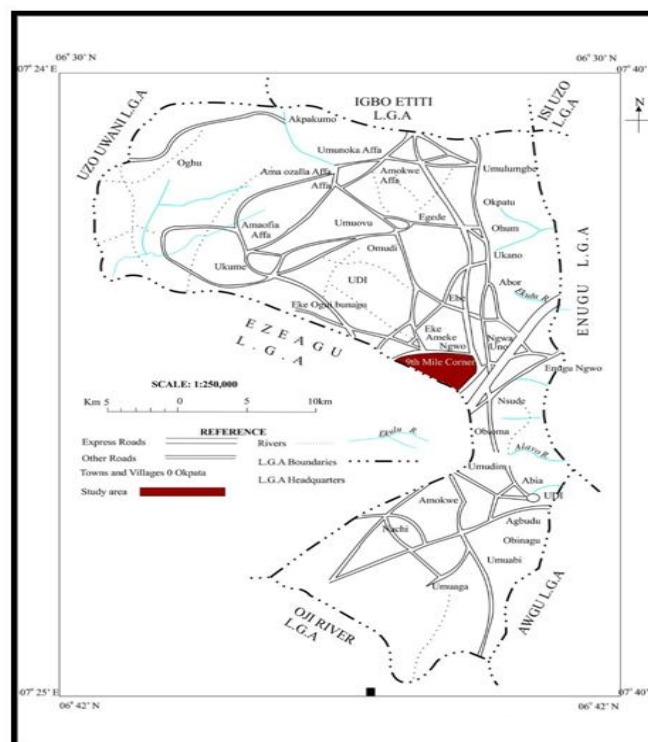 06° 30' N
06° 30' N
07° 24' E
07° 40' E
IGBO ETITI
L.G.A
ISI UZO
L.G.A
N
UZO UWANI L.G.A
Akpakumo
Oghu
Umunoka Affa
Ama ozalla Affa
Affa
Amokwe
Affa
Umulumgbe
Okpatu
Egede
Umuovu
Obum
Amaofia
Affa
Omudi
Ukano
Ukume
UDI
Abor
Ebe
Ekulu R.
ENUGU L.G.A
Eke Ogui bunagu
EZEAGU
L.G.A
Eke
Ameke
Ngwo
Ngwa
Uno
9th Mile Corner
Enugu Ngwo
SCALE: 1:250,000
Km 5
0
5
10km
Nsude
REFERENCE
Express Roads
Rivers
Ekulu R.
Other Roads
L.G.A Boundaries
Towns and Villages 0 Okpata
L.G.A Headquarters
Study area
Obioma
Umudim
Abia
UDI
Amokwe
Agbudu
Nachi
Obinagu
Umuabi
Umuaga
OJI RIVER
L.G.A
AWGU L.G.A
07° 25' E
07° 40' E
06° 42' N
06° 42' N